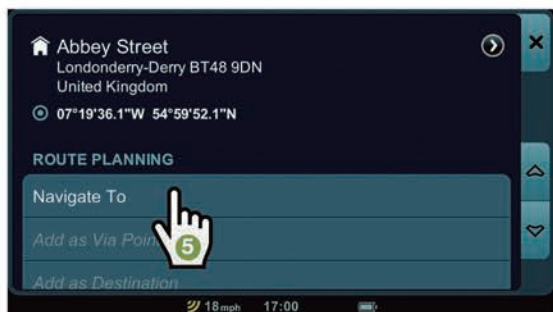 Abbey Street
Londonderry-Derry BT48 9DN
United Kingdom
07°19'36.1"W 54°59'52.1"N
ROUTE PLANNING
Navigate To
Add as Via Poin
5
Add as Destination
18mph 17:00